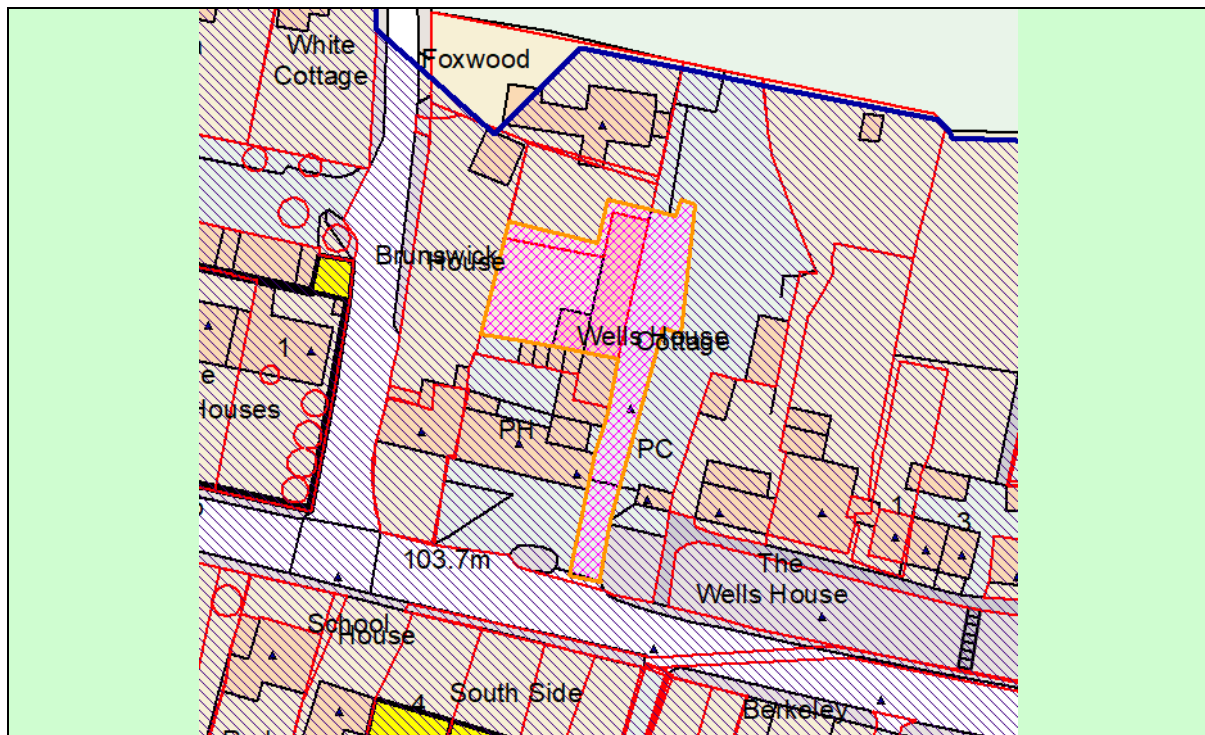 White
Cottage
Foxwood
Brunswick
House
Wells House
Cottage
1
Houses
PH
PC
1
3
103.7m
The
Wells House
School
House
South Side
4
Berkeley